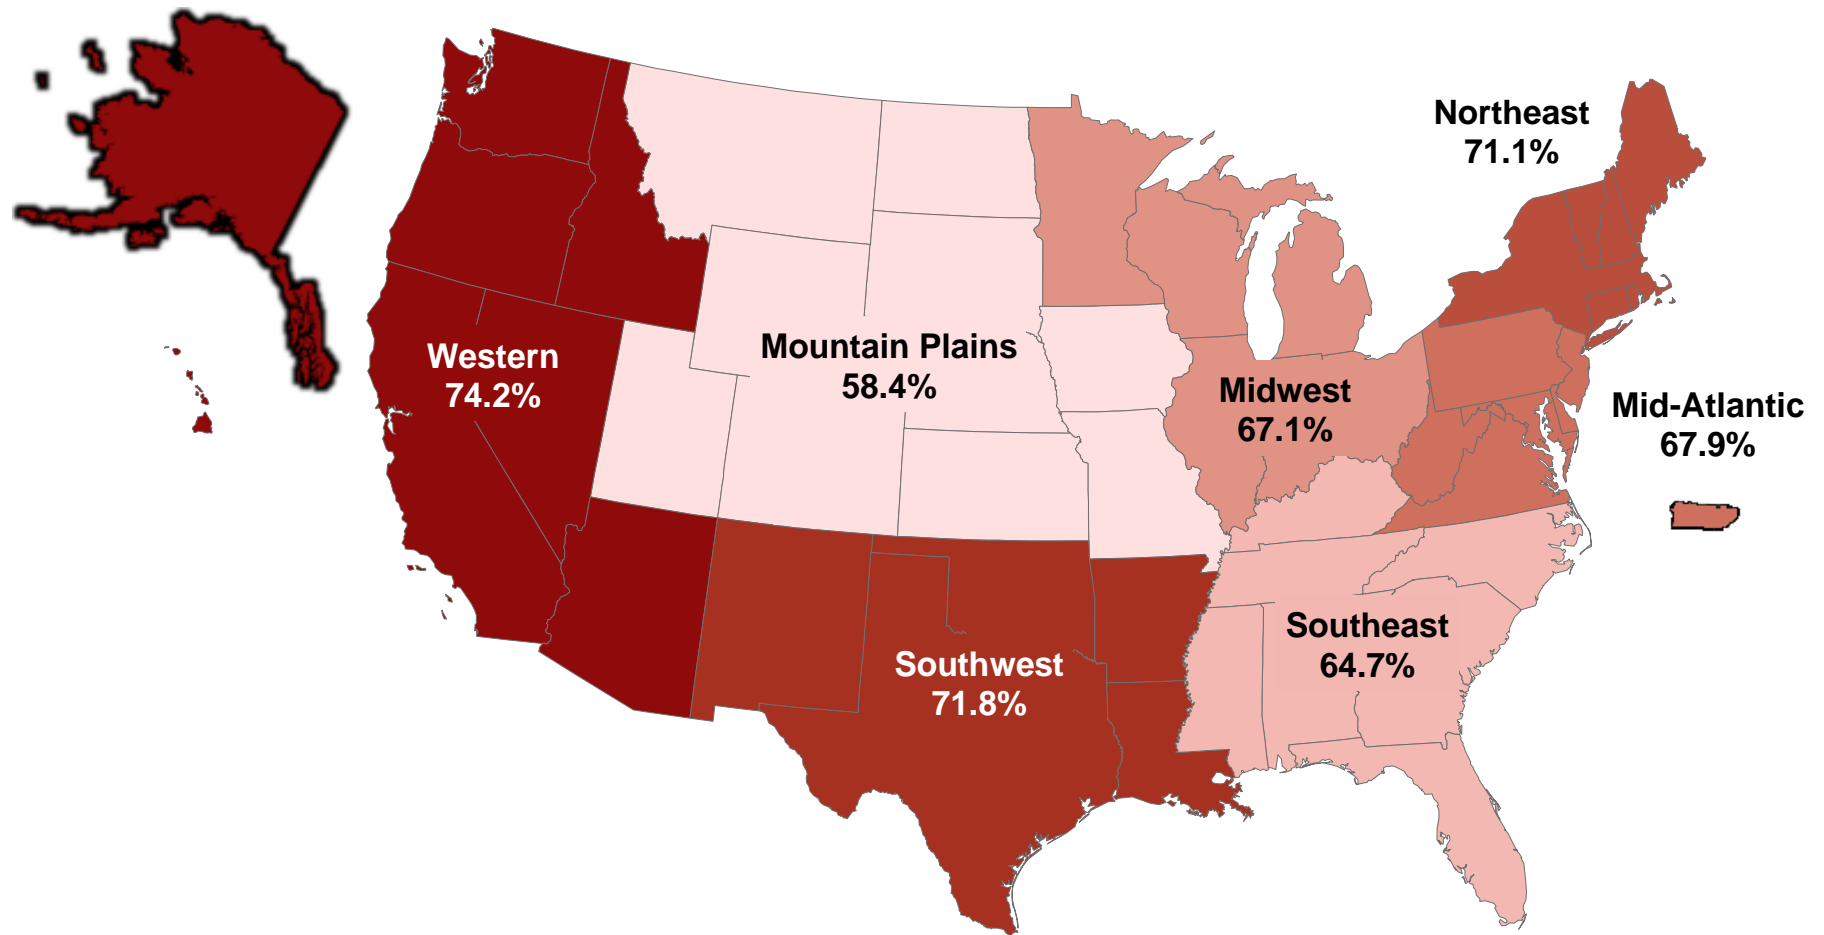 Northeast
71.1%
Western
74.2%
Mountain Plains
58.4%
Midwest
67.1%
Mid-Atlantic
67.9%
Southeast
64.7%
Southwest
71.8%